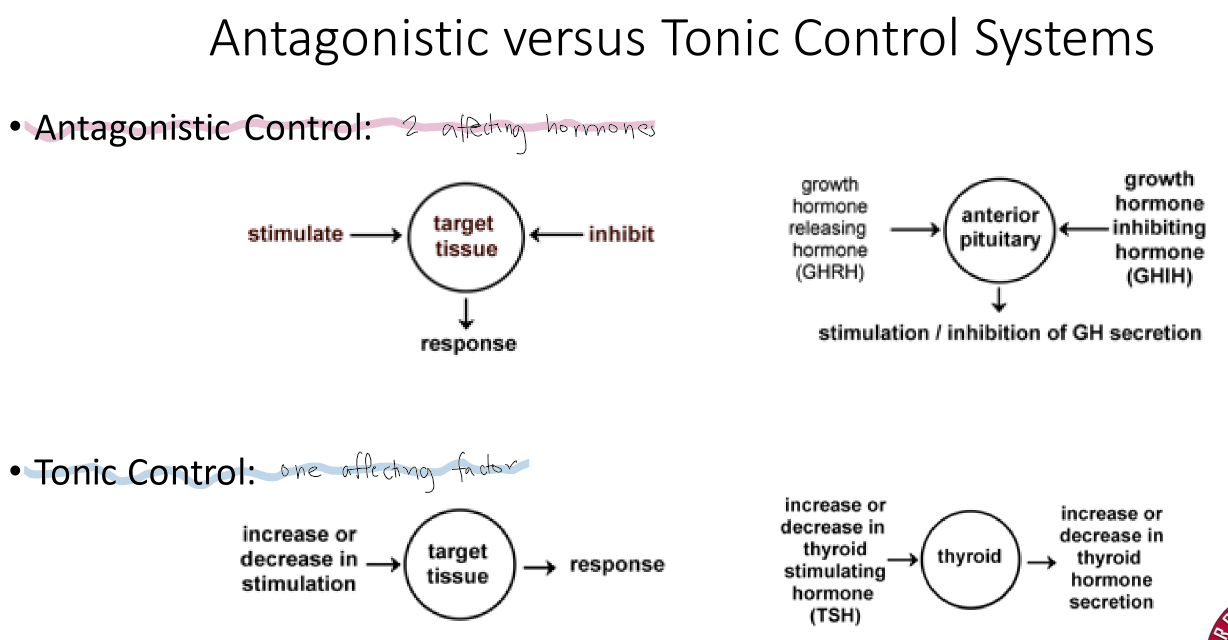 Antagonistic versus Tonic Control Systems
• Antagonistic Control: 2 affecting hormones
stimulate
target
tissue
inhibit
response
growth
hormone
releasing
hormone
(GHRH)
anterior
pituitary
growth
hormone
inhibiting
hormone
(GHIH)
stimulation / inhibition of GH secretion
• Tonic Control: one affecting factor
increase or
decrease in
stimulation
target
tissue
response
increase or
decrease in
thyroid
stimulating
hormone
(TSH)
thyroid
increase or
decrease in
thyroid
hormone
secretion